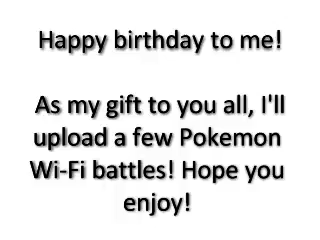 Happy birthday to me!
As my gift to you all, I'll
upload a few Pokemon
Wi-Fi battles! Hope you
enjoy!